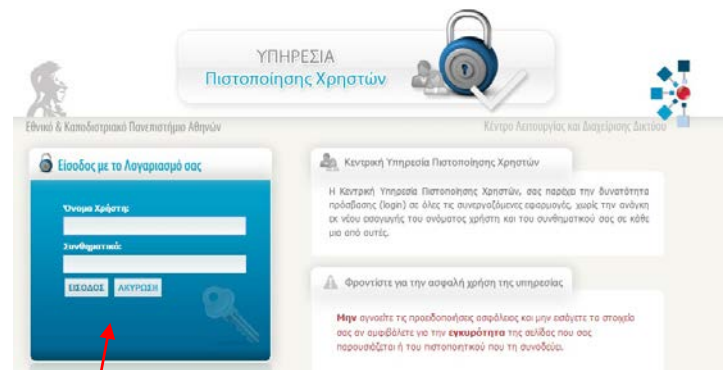 ΥΠΗΡΕΣΙΑ
Πιστοποίησης Χρηστών
Εθνικό & Καποδιστριακό Πανεπιστήμιο Αθηνών
Κέντρο Λειτουργίας και Διαχείρισης Δικτύου
Είσοδος με το Λογαριασμό σας
Όνομα Χρήστη:
Συνθηματικό:
ΕΙΣΟΔΟΣ ΑΚΥΡΩΣΗ
Κεντρική Υπηρεσία Πιστοποίησης Χρηστών
Η Κεντρική Υπηρεσία Πιστοποίησης Χρηστών, σας παρέχει την δυνατότητα
πρόσβασης (login) σε όλες τις συνεργαζόμενες εφαρμογές, χωρίς την ανάγκη
εκ νέου εισαγωγής του ονόματος χρήστη και του συνθηματικού σας σε κάθε
μια από αυτές.
Φροντίστε για την ασφαλή χρήση της υπηρεσίας
Μην αγνοείτε τις προειδοποιήσεις ασφάλειας και μην εισάγετε τα στοιχεία
σας αν αμφιβάλετε για την εγκυρότητα της σελίδας που σας
παρουσιάζεται ή του πιστοποιητικού που τη συνοδεύει.